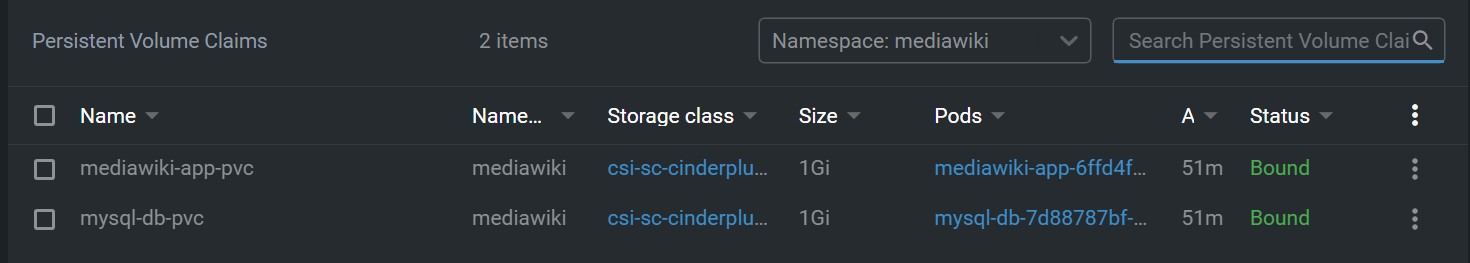 Persistent Volume Claims 2 items Namespace: mediawiki Search Persistent Volume Clai
Name Name... Storage class Size Pods A Status
mediawiki-app-pvc mediawiki csi-sc-cinderplu... 1Gi mediawiki-app-6ffd4f... 51m Bound
mysql-db-pvc mediawiki csi-sc-cinderplu... 1Gi mysql-db-7d88787bf-... 51m Bound